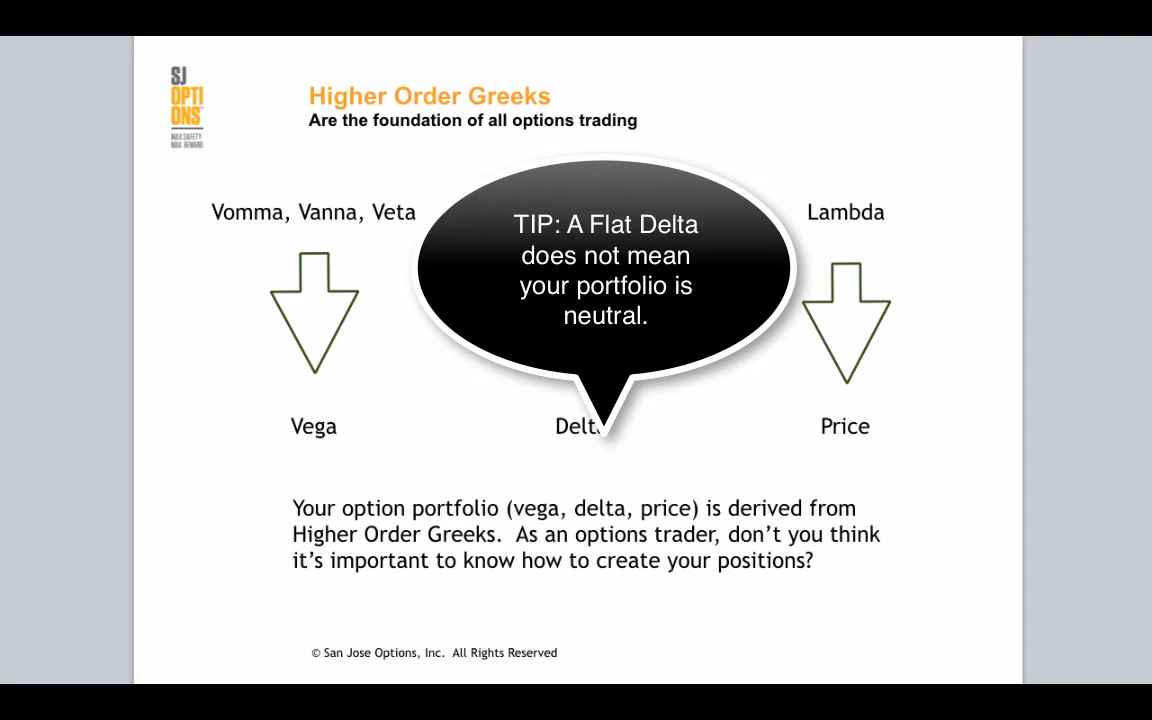 SJ
OPTI
ONS
MAX SAFETY
MAX REWARD
Higher Order Greeks
Are the foundation of all options trading
Vomma, Vanna, Veta
TIP: A Flat Delta
does not mean
your portfolio is
neutral.
Lambda
Vega
Delt
Price
Your option portfolio (vega, delta, price) is derived from
Higher Order Greeks.  As an options trader, don't you think
it's important to know how to create your positions?
© San Jose Options, Inc.  All Rights Reserved